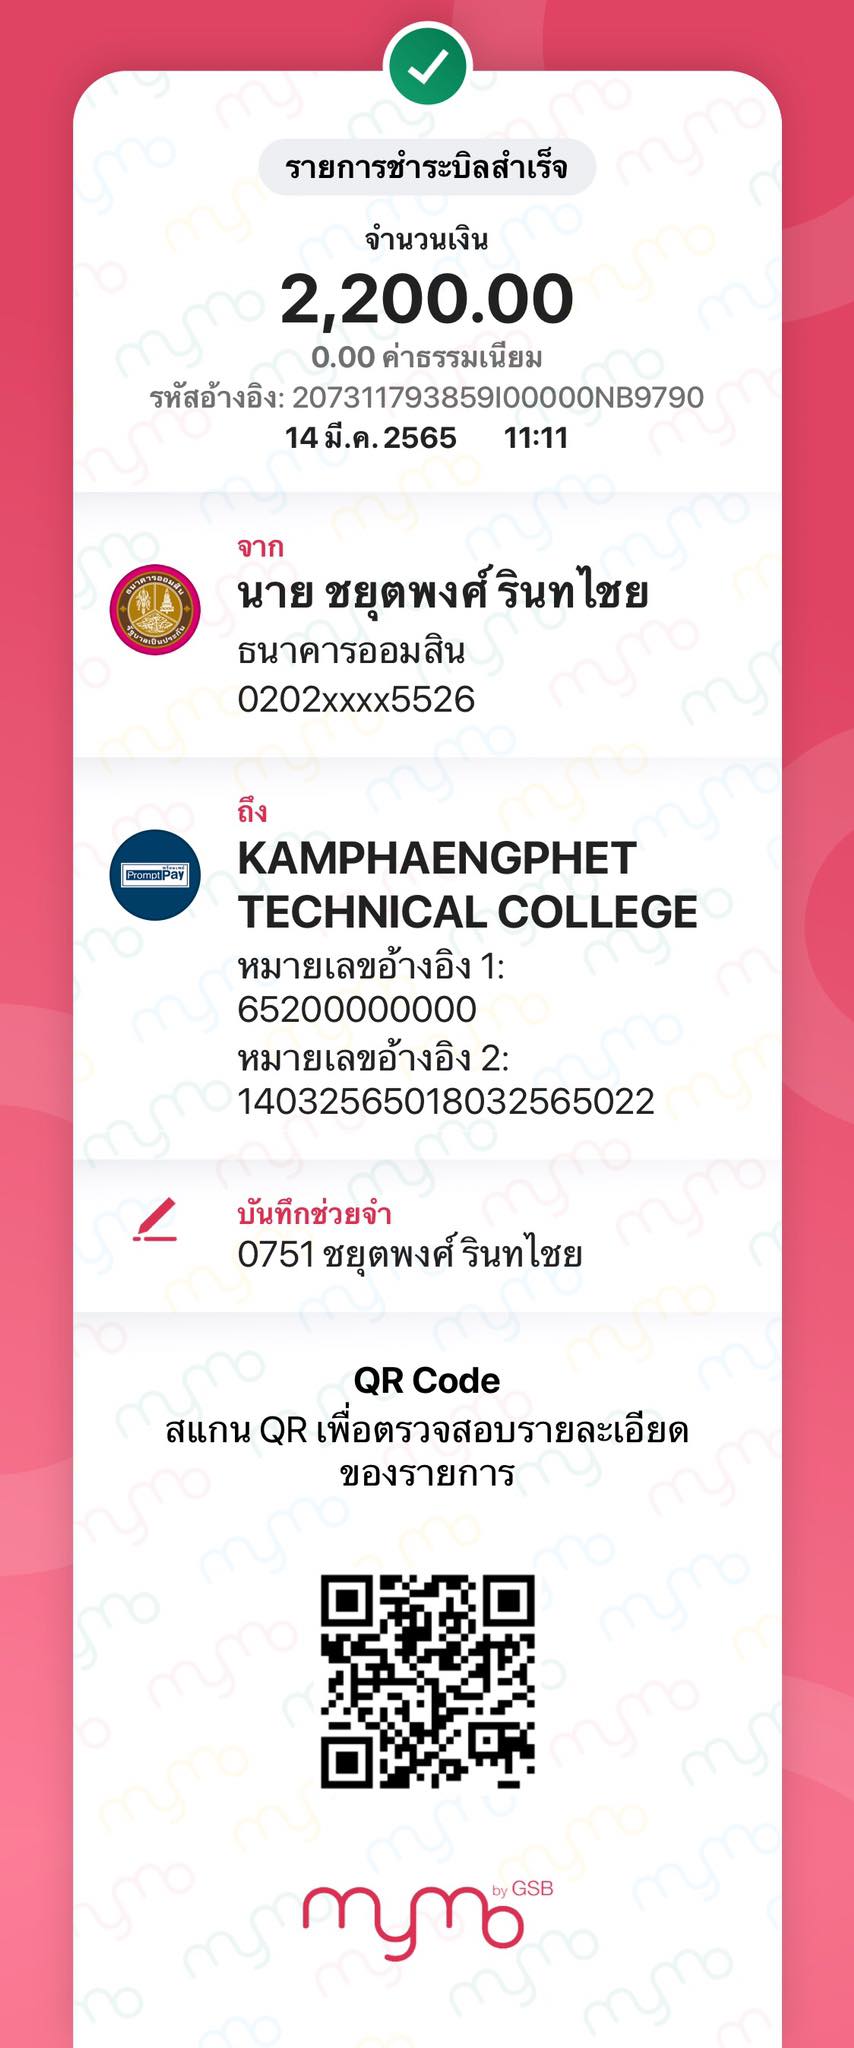 รายการชำระบิลสำเร็จ
จำนวนเงิน
2,200.00
0.00 ค่าธรรมเนียม
รหัสอ้างอิง: 207311793859I00000NB9790
14 มี.ค. 2565 11:11
จาก
นาย ชยุตพงศ์ รินทไชย
ธนาคารออมสิน
0202xxxx5526
ถึง
KAMPHAENGPHET
TECHNICAL COLLEGE
พร้อมเพย์
PromptPay
หมายเลขอ้างอิง 1:
65200000000
หมายเลขอ้างอิง 2:
14032565018032565022
บันทึกช่วยจำ
0751 ชยุตพงศ์ รินทไชย
QR Code
สแกน QR เพื่อตรวจสอบรายละเอียด
ของรายการ
mymo by GSB